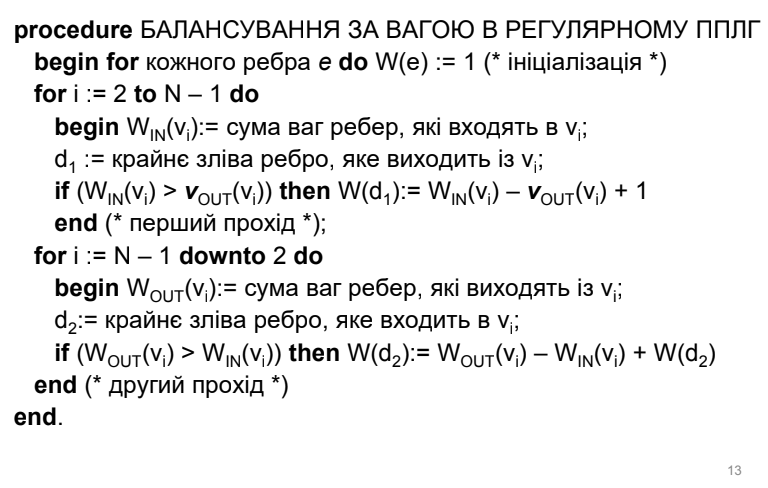 procedure БАЛАНСУВАННЯ ЗА ВАГОЮ В РЕГУЛЯРНОМУ ППЛГ
begin for кожного ребра e do W(e) := 1 (* ініціалізація *)
for i := 2 to N – 1 do
begin W_IN(v_i):= сума ваг ребер, які входять в v_i;
d_1 := крайнє зліва ребро, яке виходить із v_i;
if (W_IN(v_i) > v_OUT(v_i)) then W(d_1):= W_IN(v_i) – v_OUT(v_i) + 1
end (* перший прохід *);
for i := N – 1 downto 2 do
begin W_OUT(v_i):= сума ваг ребер, які виходять із v_i;
d_2:= крайнє зліва ребро, яке входить в v_i;
if (W_OUT(v_i) > W_IN(v_i)) then W(d_2):= W_OUT(v_i) – W_IN(v_i) + W(d_2)
end (* другий прохід *)
end.
13